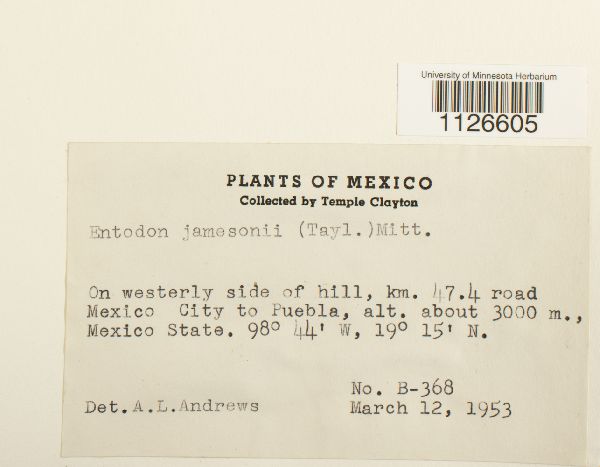 University of Minnesota Herbarium
1126605
PLANTS OF MEXICO
Collected by Temple Clayton
Entodon jamesonii (Tayl.)Mitt.
On westerly side of hill, km. 47.4 road
Mexico City to Puebla, alt. about 3000 m.,
Mexico State. 98° 44' W, 19° 15' N.
No. B-368
Det.A.L.Andrews March 12, 1953